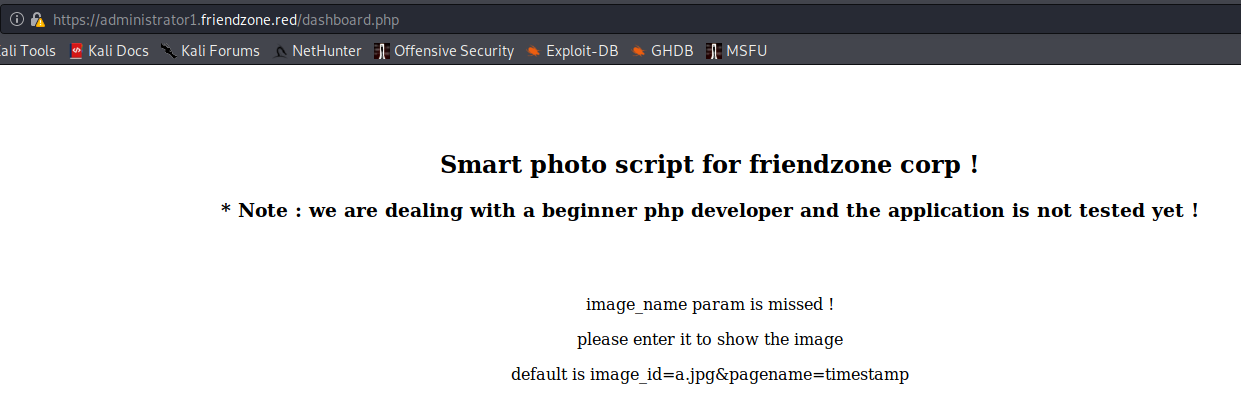 https://administrator1.friendzone.red/dashboard.php
ali Tools Kali Docs Kali Forums NetHunter Offensive Security Exploit-DB GHDB MSFU
Smart photo script for friendzone corp !
* Note : we are dealing with a beginner php developer and the application is not tested yet !
image_name param is missed !
please enter it to show the image
default is image_id=a.jpg&pagename=timestamp